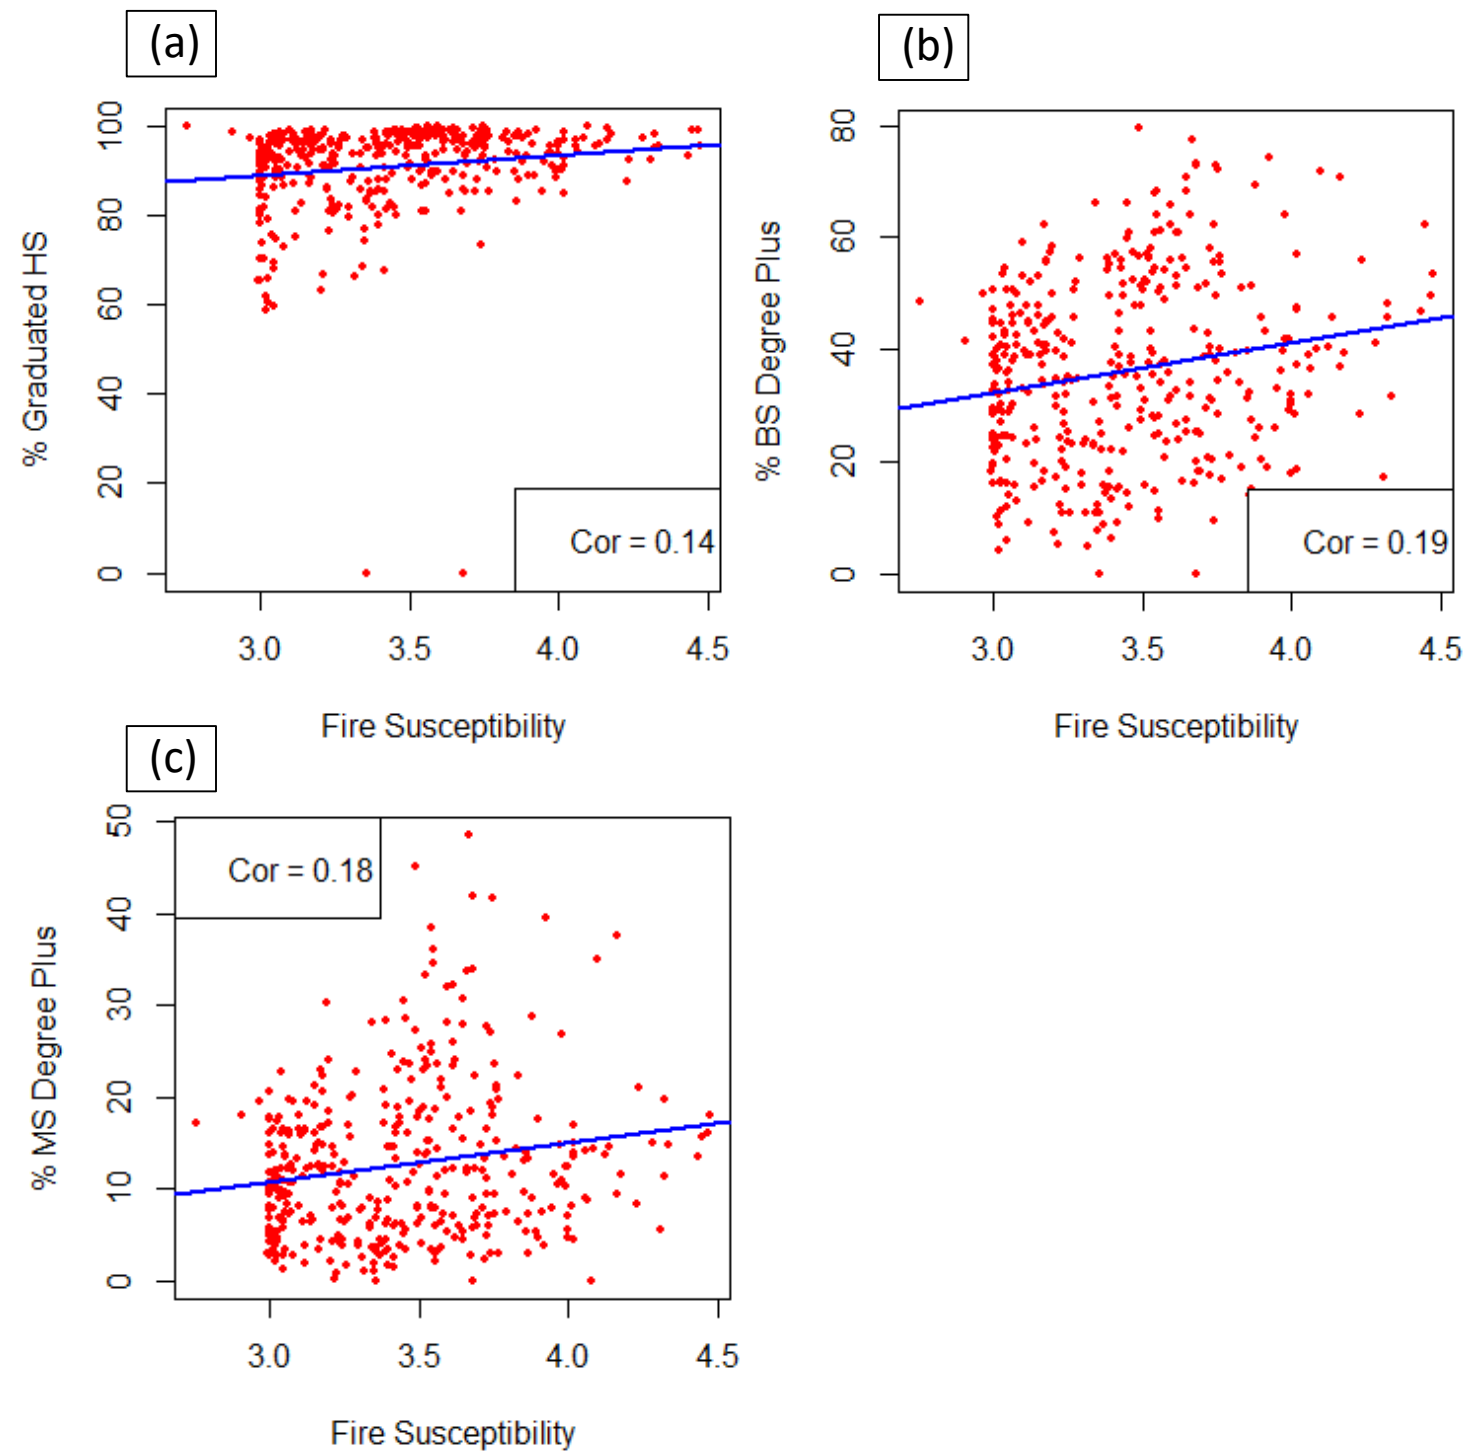 (a)
% Graduated HS
100
80
60
40
20
0
Cor = 0.14
3.0 3.5 4.0 4.5
Fire Susceptibility
(b)
% BS Degree Plus
80
60
40
20
0
Cor = 0.19
3.0 3.5 4.0 4.5
Fire Susceptibility
(c)
% MS Degree Plus
50
40
30
20
10
0
Cor = 0.18
3.0 3.5 4.0 4.5
Fire Susceptibility